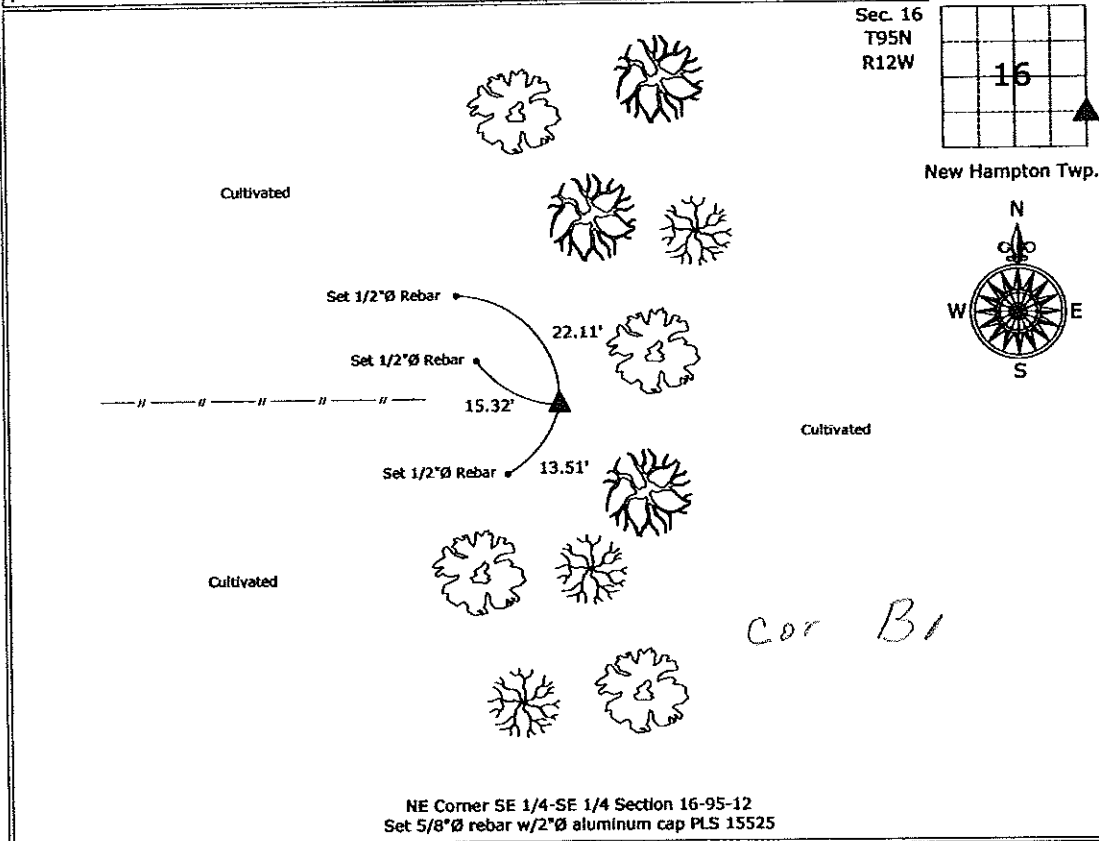 Sec. 16
T95N
R12W
16
New Hampton Twp.
Cultivated
N
W
E
S
Set 1/2"Ø Rebar
22.11'
Set 1/2"Ø Rebar
15.32'
Cultivated
Set 1/2"Ø Rebar
13.51'
Cultivated
Cor B1
NE Corner SE 1/4-SE 1/4 Section 16-95-12
Set 5/8"Ø rebar w/2"Ø aluminum cap PLS 15525